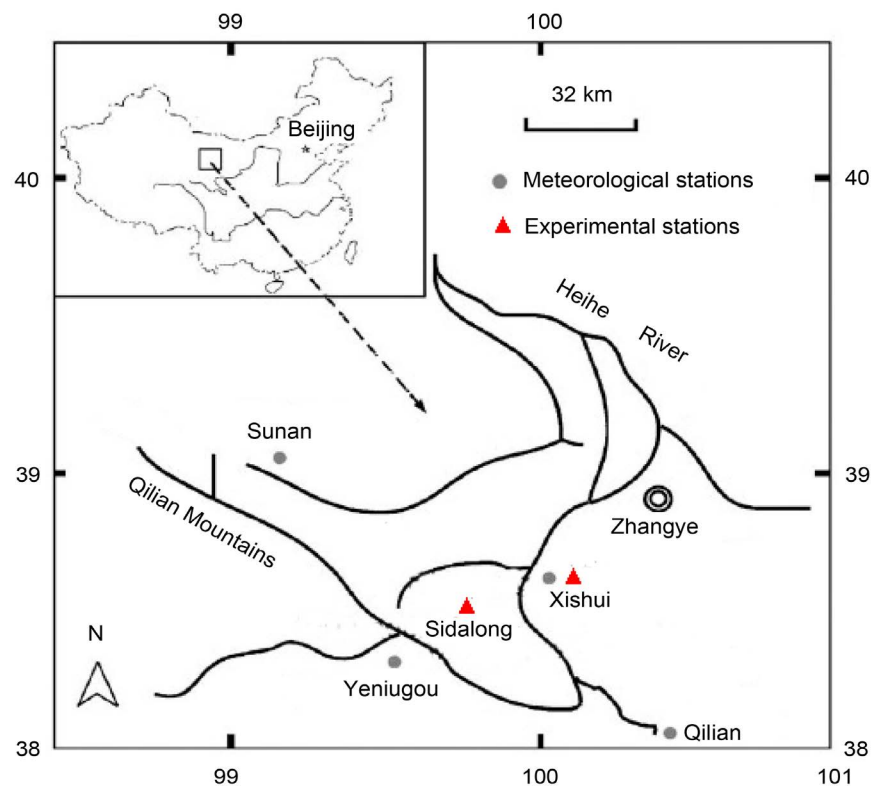 99
100
32 km
Beijing
40
40
Meteorological stations
Experimental stations
Heihe
River
Sunan
39
39
Qilian Mountains
Zhangye
Xishui
Sidalong
N
Yeniugou
Qilian
38
38
99
100
101